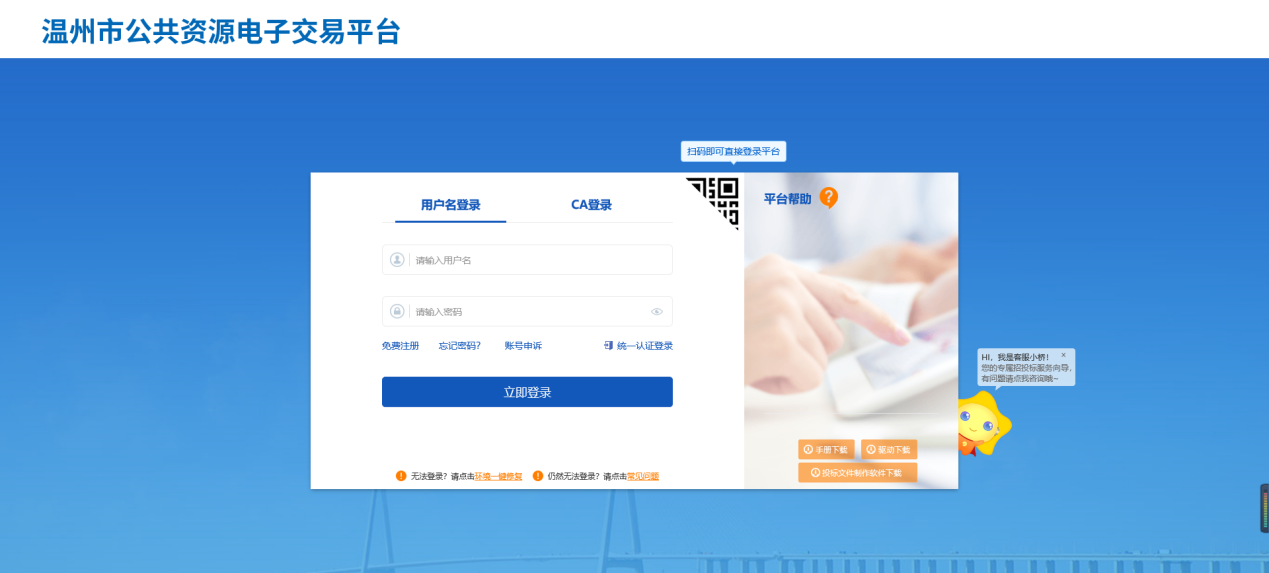 温州市公共资源电子交易平台
扫码即可直接登录平台
用户名登录 CA登录
平台帮助 ?
请输入用户名
请输入密码
免费注册 忘记密码? 账号申诉 统一认证登录
立即登录
HI，我是客服小桥！ ×
您的专属招投标服务向导，
有问题请点我咨询哦~
手册下载 驱动下载
投标文件制作软件下载
无法登录？请点击环境一键修复 仍然无法登录？请点击常见问题